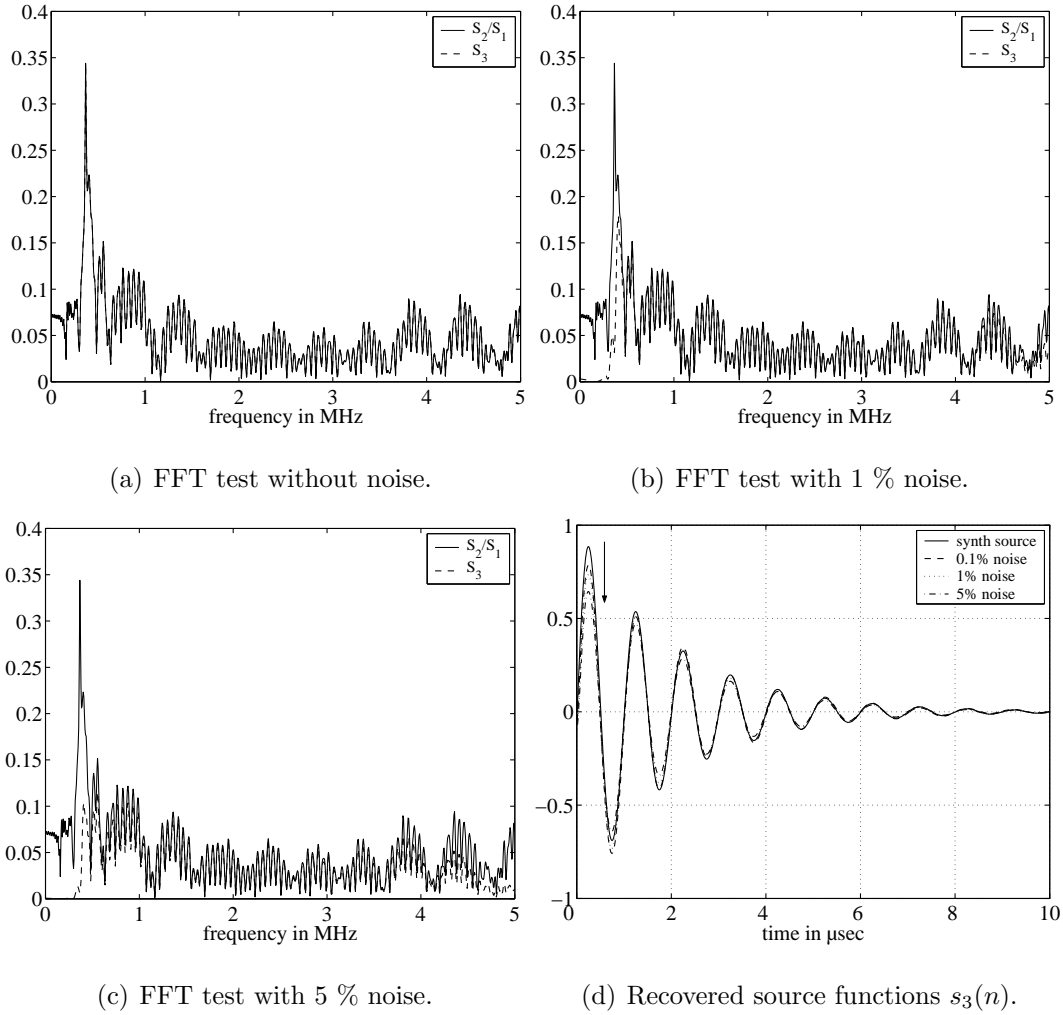 0.4
0.35
0.3
0.25
0.2
0.15
0.1
0.05
0
0 1 2 3 4 5
frequency in MHz
S2/S1
S3
(a) FFT test without noise.
0.4
0.35
0.3
0.25
0.2
0.15
0.1
0.05
0
0 1 2 3 4 5
frequency in MHz
S2/S1
S3
(b) FFT test with 1 % noise.
0.4
0.35
0.3
0.25
0.2
0.15
0.1
0.05
0
0 1 2 3 4 5
frequency in MHz
S2/S1
S3
(c) FFT test with 5 % noise.
1
0.5
0
−0.5
−1
0 2 4 6 8 10
time in μsec
synth source
0.1% noise
1% noise
5% noise
(d) Recovered source functions s3(n).